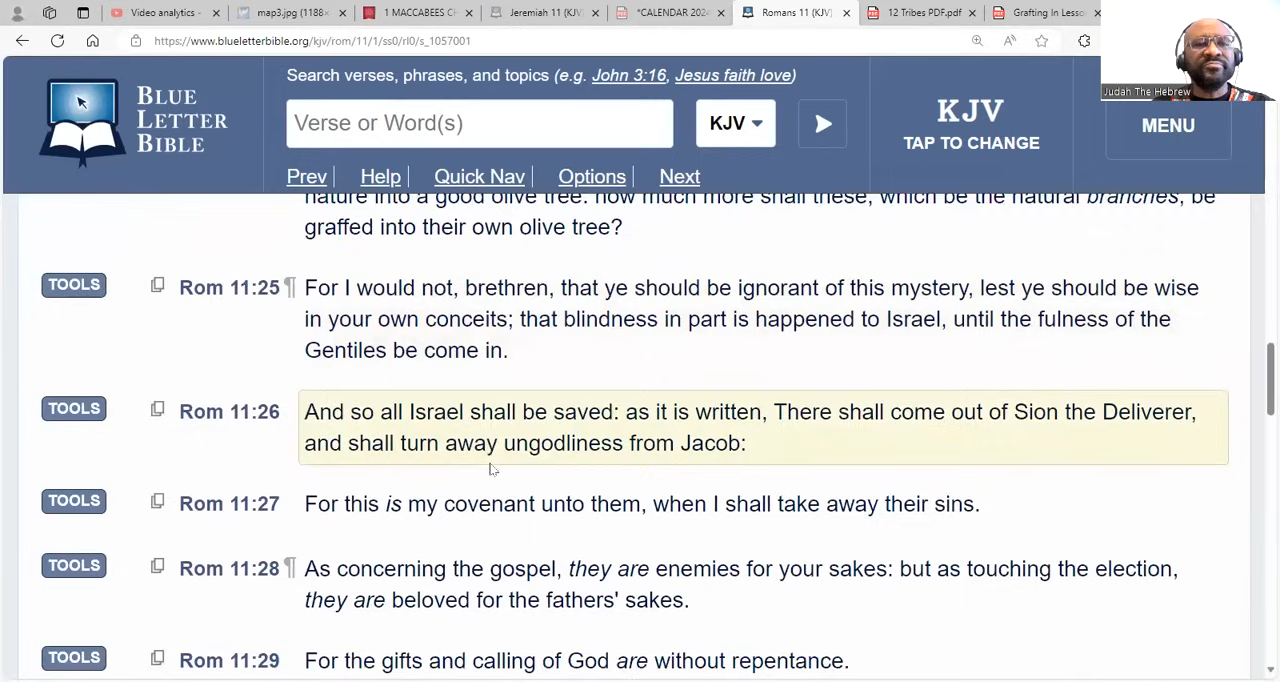 Video analytics -
map3.jpg (1188×
1 MACCABEES C
Jeremiah 11 (KJV
*CALENDAR 2024
Romans 11 (KJV)
12 Tribes PDF.pdf
Grafting In Lesso
https://www.blueletterbible.org/kjv/rom/11/1/ss0/rl0/s_1057001
Judah The Hebrew
BLUE
LETTER
BIBLE
Search verses, phrases, and topics (e.g. John 3:16, Jesus faith love)
Verse or Word(s)
KJV
KJV
TAP TO CHANGE
MENU
Prev
Help
Quick Nav
Options
Next
nature into a good olive tree: how much more shall these, which be the natural branches, be
graffed into their own olive tree?
TOOLS Rom 11:25 ¶ For I would not, brethren, that ye should be ignorant of this mystery, lest ye should be wise
in your own conceits; that blindness in part is happened to Israel, until the fulness of the
Gentiles be come in.
TOOLS Rom 11:26 And so all Israel shall be saved: as it is written, There shall come out of Sion the Deliverer,
and shall turn away ungodliness from Jacob:
TOOLS Rom 11:27 For this is my covenant unto them, when I shall take away their sins.
TOOLS Rom 11:28 ¶ As concerning the gospel, they are enemies for your sakes: but as touching the election,
they are beloved for the fathers' sakes.
TOOLS Rom 11:29 For the gifts and calling of God are without repentance.